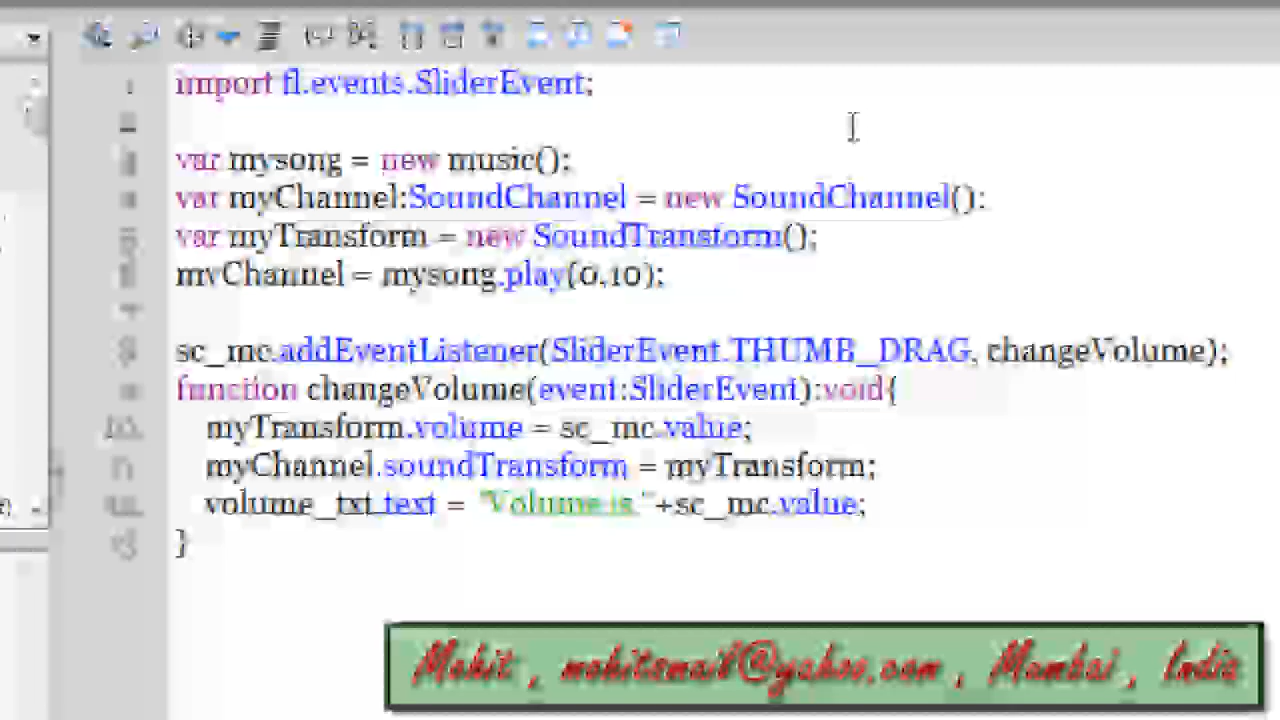 import fl.events.SliderEvent;
var mysong = new music();
var myChannel:SoundChannel = new SoundChannel();
var myTransform = new SoundTransform();
myChannel = mysong.play(0,10);
sc_mc.addEventListener(SliderEvent.THUMB_DRAG, changeVolume);
function changeVolume(event:SliderEvent):void{
myTransform.volume = sc_mc.value;
myChannel.soundTransform = myTransform;
volume_txt.text = "Volume is "+sc_mc.value;
}
Mohit , mohitsmail@yahoo.com , Mumbai , India